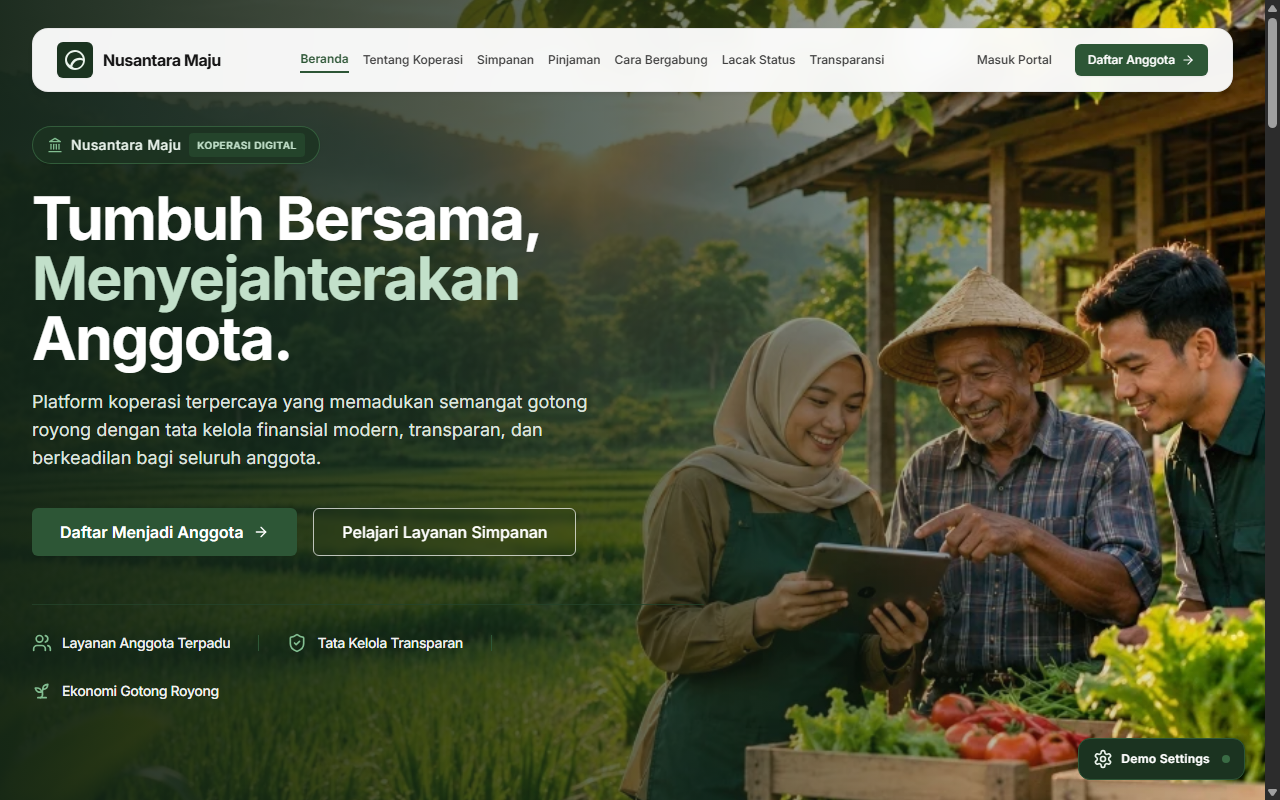 Nusantara Maju
Beranda
Tentang Koperasi
Simpanan
Pinjaman
Cara Bergabung
Lacak Status
Transparansi
Masuk Portal
Daftar Anggota
Nusantara Maju
KOPERASI DIGITAL
Tumbuh Bersama,
Menyejahterakan
Anggota.
Platform koperasi terpercaya yang memadukan semangat gotong
royong dengan tata kelola finansial modern, transparan, dan
berkeadilan bagi seluruh anggota.
Daftar Menjadi Anggota
Pelajari Layanan Simpanan
Layanan Anggota Terpadu
Tata Kelola Transparan
Ekonomi Gotong Royong
Demo Settings